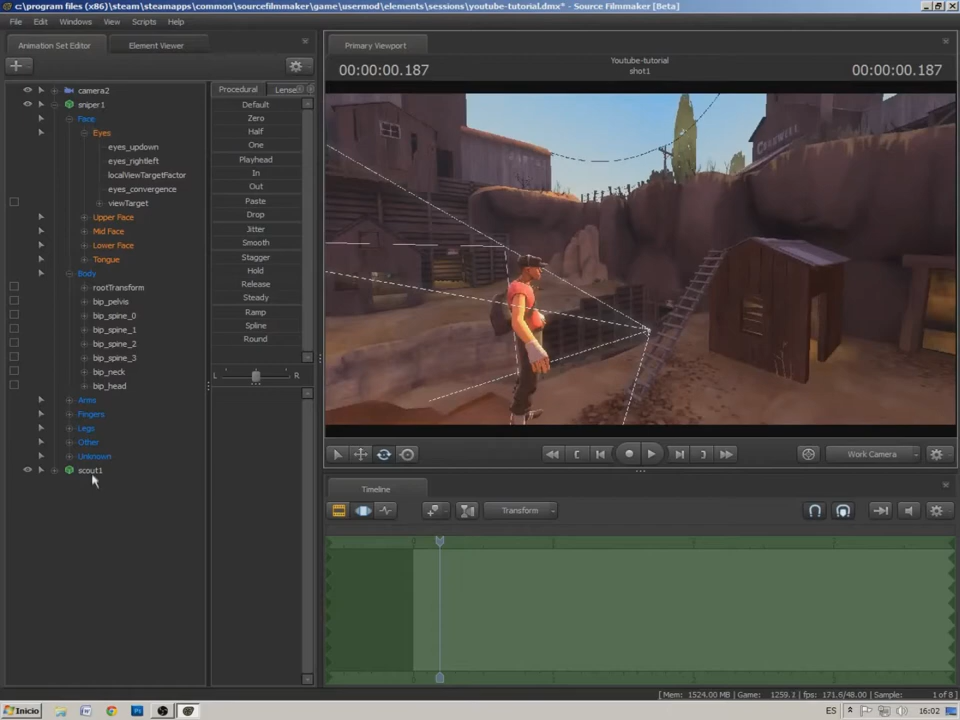 c:\program files (x86)\steam\steamapps\common\sourcefilmmaker\game\usermod\elements\sessions\youtube-tutorial.dmx* - Source Filmmaker [Beta]
File Edit Windows View Scripts Help
Animation Set Editor Element Viewer
camera2
sniper1
Face
Eyes
eyes_updown
eyes_rightleft
localViewTargetFactor
eyes_convergence
viewTarget
Upper Face
Mid Face
Lower Face
Tongue
Body
rootTransform
bip_pelvis
bip_spine_0
bip_spine_1
bip_spine_2
bip_spine_3
bip_neck
bip_head
Arms
Fingers
Legs
Other
Unknown
scout1
Procedural Lense
Default
Zero
Half
One
Playhead
In
Out
Paste
Drop
Jitter
Smooth
Stagger
Hold
Release
Steady
Ramp
Spline
Round
L R
Primary Viewport
00:00:00.187
Youtube-tutorial
shot1
00:00:00.187
Work Camera
Timeline
Transform
[Mem: 1524.00 MB | Game: 1259.1 | fps: 171.6/48.00 | Sample: 1 of 8]
Inicio
ES
16:02